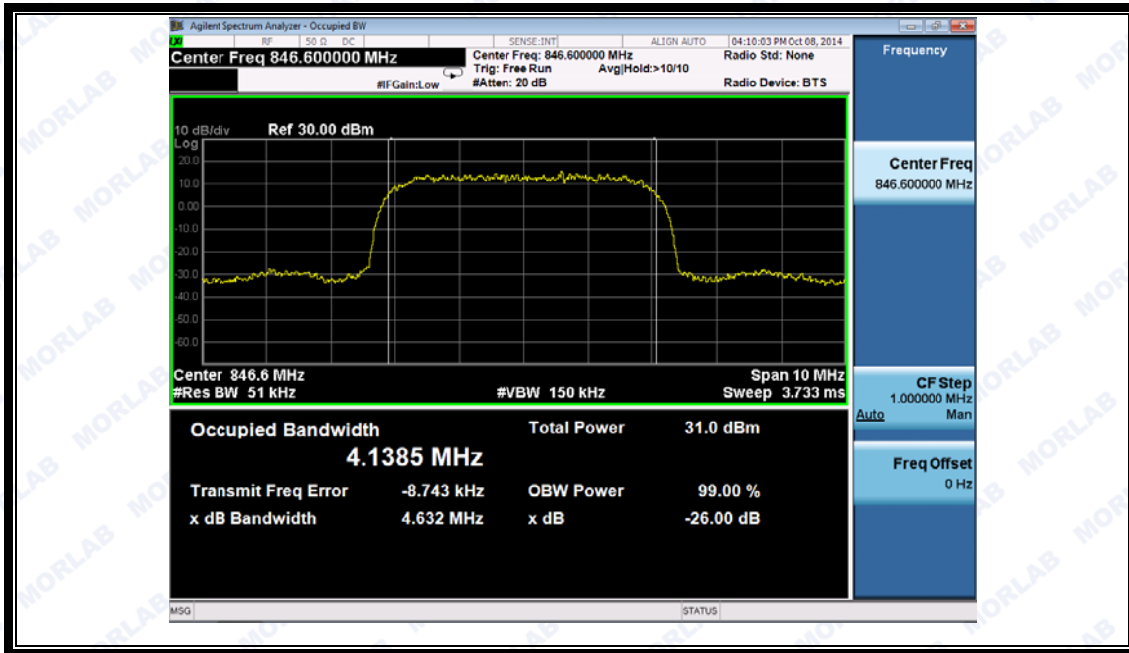 Agilent Spectrum Analyzer - Occupied BW
RF 50 Ω DC SENSE:INT ALIGN AUTO 04:10:03 PM Oct 08, 2014
Center Freq 846.600000 MHz
Center Freq: 846.600000 MHz Radio Std: None
Trig: Free Run Avg|Hold:>10/10
#IFGain:Low #Atten: 20 dB Radio Device: BTS
Frequency
10 dB/div Ref 30.00 dBm
Log
20.0
10.0
0.00
-10.0
-20.0
-30.0
-40.0
-50.0
-60.0
Center Freq
846.600000 MHz
Center 846.6 MHz Span 10 MHz
#Res BW 51 kHz #VBW 150 kHz Sweep 3.733 ms
CF Step
1.000000 MHz
Auto Man
Freq Offset
0 Hz
Occupied Bandwidth Total Power 31.0 dBm
4.1385 MHz
Transmit Freq Error -8.743 kHz OBW Power 99.00 %
x dB Bandwidth 4.632 MHz x dB -26.00 dB
MSG STATUS
MORLAB